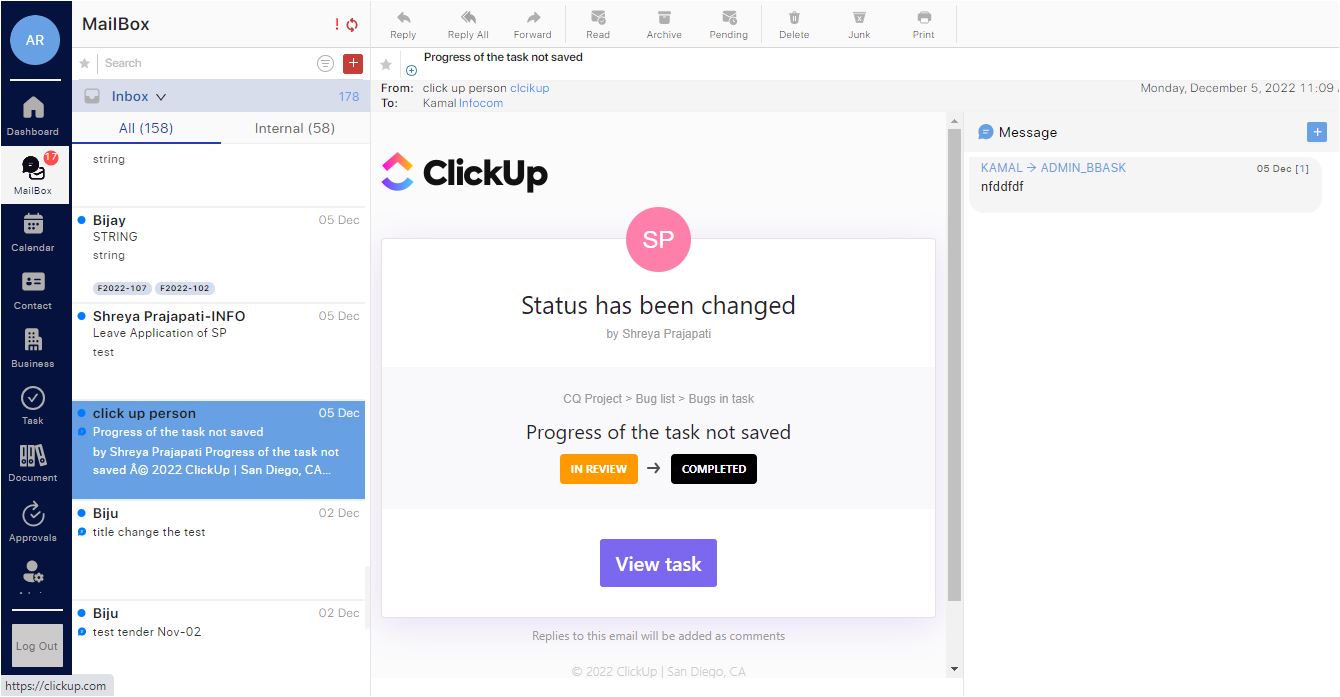 AR
Dashboard
17
MailBox
Calendar
Contact
Business
Task
Document
Approvals
Log Out
https://clickup.com
MailBox
!
Search
+
Inbox
178
All (158)
Internal (58)
string
Bijay 05 Dec
STRING
string
F2022-107 F2022-102
Shreya Prajapati-INFO 05 Dec
Leave Application of SP
test
click up person 05 Dec
Progress of the task not saved
by Shreya Prajapati Progress of the task not
saved Â© 2022 ClickUp | San Diego, CA...
Biju 02 Dec
title change the test
Biju 02 Dec
test tender Nov-02
Reply
Reply All
Forward
Read
Archive
Pending
Delete
Junk
Print
Progress of the task not saved
From: click up person clcikup
Monday, December 5, 2022 11:09
To: Kamal Infocom
ClickUp
SP
Status has been changed
by Shreya Prajapati
CQ Project > Bug list > Bugs in task
Progress of the task not saved
IN REVIEW → COMPLETED
View task
Replies to this email will be added as comments
© 2022 ClickUp | San Diego, CA
Message
+
KAMAL → ADMIN_BBASK 05 Dec [1]
nfddfdf